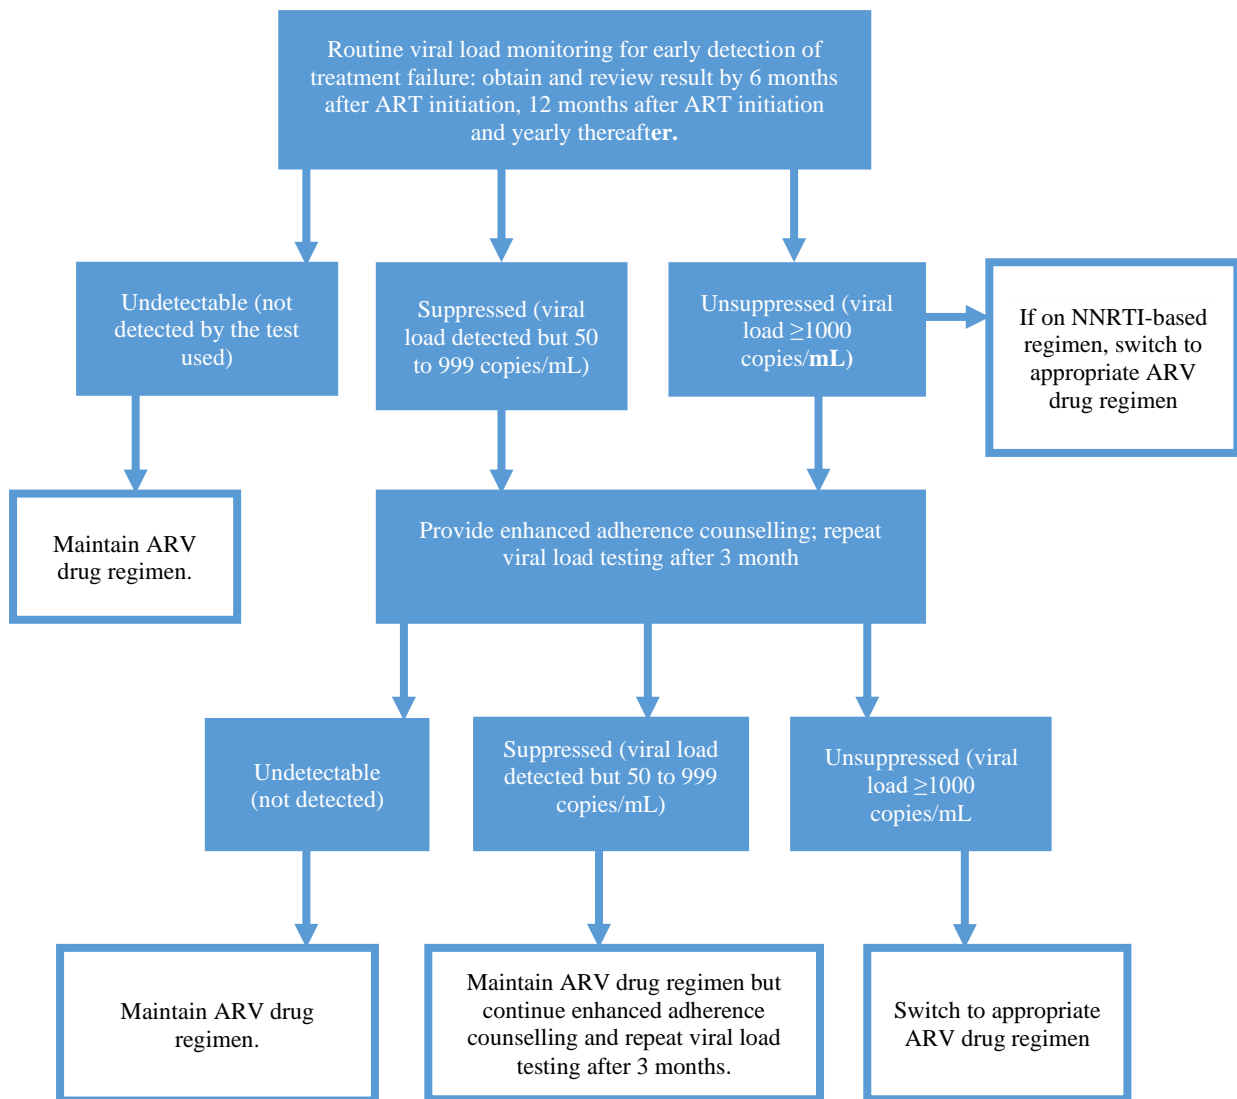 Routine viral load monitoring for early detection of
treatment failure: obtain and review result by 6 months
after ART initiation, 12 months after ART initiation
and yearly thereafter.
Undetectable (not
detected by the test
used)
Suppressed (viral
load detected but 50
to 999 copies/mL)
Unsuppressed (viral
load ≥1000
copies/mL)
If on NNRTI-based
regimen, switch to
appropriate ARV
drug regimen
Maintain ARV
drug regimen.
Provide enhanced adherence counselling; repeat
viral load testing after 3 month
Undetectable
(not detected)
Suppressed (viral load
detected but 50 to 999
copies/mL)
Unsuppressed (viral
load ≥1000
copies/mL
Maintain ARV drug
regimen.
Maintain ARV drug regimen but
continue enhanced adherence
counselling and repeat viral load
testing after 3 months.
Switch to appropriate
ARV drug regimen